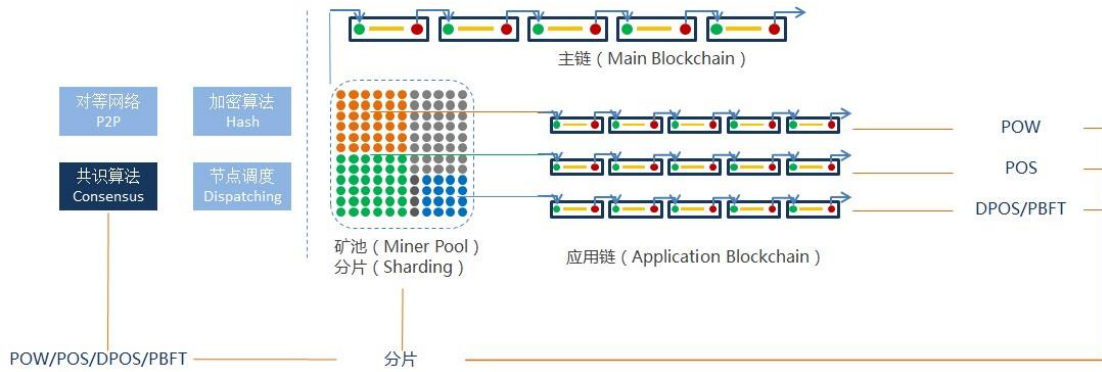 主链（Main Blockchain）
对等网络
P2P
加密算法
Hash
共识算法
Consensus
节点调度
Dispatching
POW
POS
DPOS/PBFT
矿池（Miner Pool）
分片（Sharding）
应用链（Application Blockchain）
POW/POS/DPOS/PBFT
分片